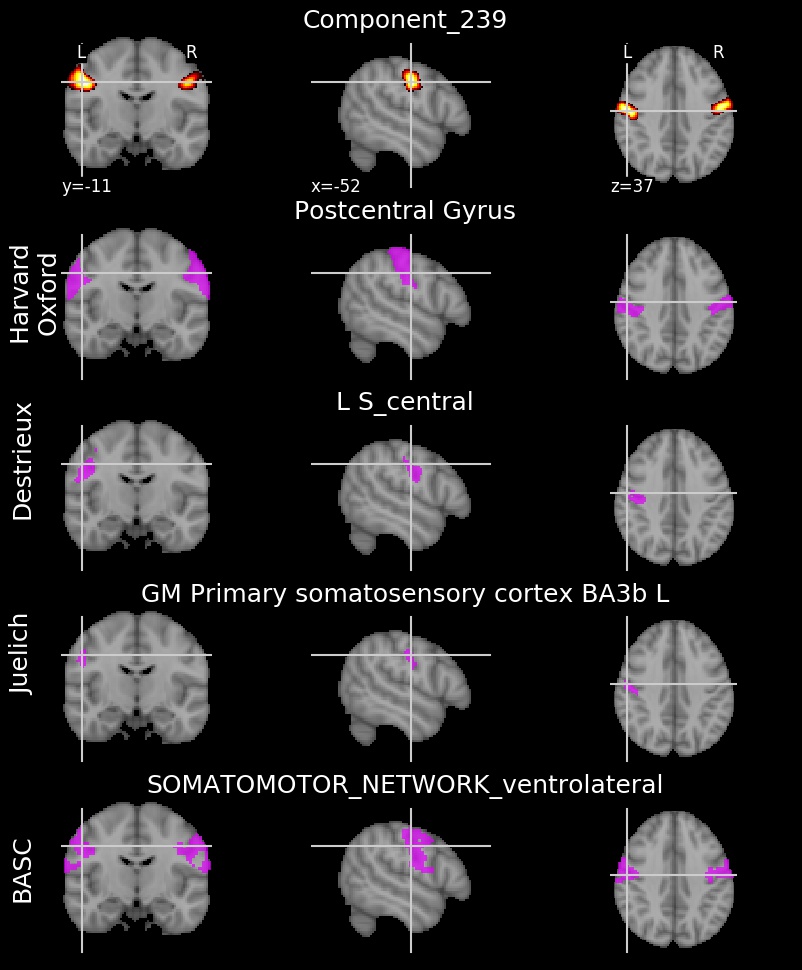 Component_239
L R
L R
y=-11
x=-52
z=37
Postcentral Gyrus
Harvard
Oxford
L S_central
Destrieux
GM Primary somatosensory cortex BA3b L
Juelich
SOMATOMOTOR_NETWORK_ventrolateral
BASC